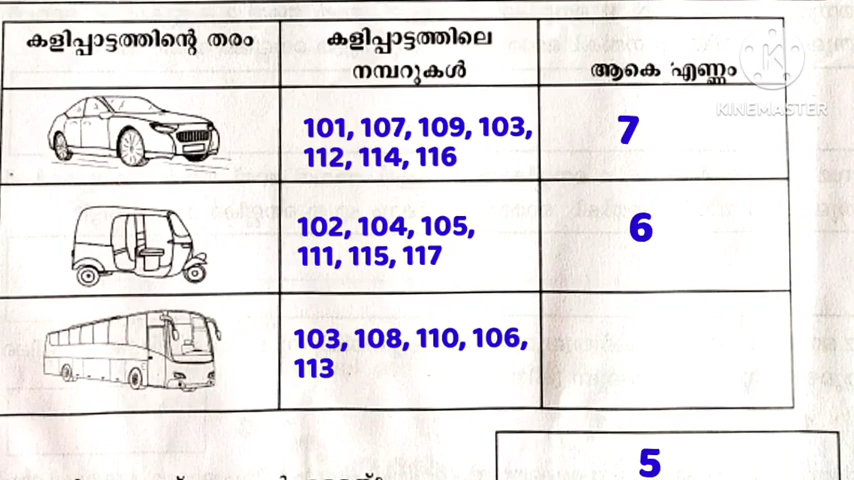 കളിപ്പാട്ടത്തിന്റെ തരം
കളിപ്പാട്ടത്തിലെ
നമ്പറുകൾ
ആകെ എണ്ണം
KINEMASTER
101, 107, 109, 103,
112, 114, 116
7
102, 104, 105,
111, 115, 117
6
103, 108, 110, 106,
113
5